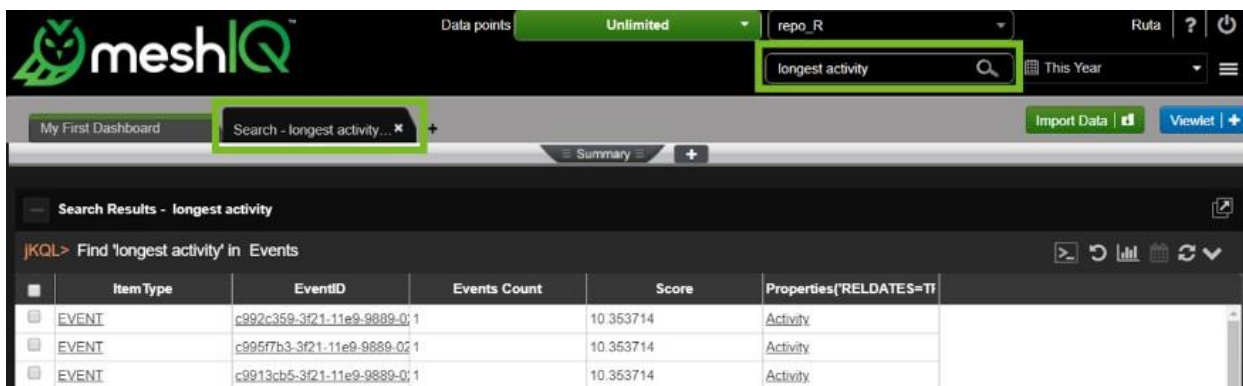 meshIQ™
Data points Unlimited repo_R Ruta ?
longest activity This Year
My First Dashboard Search - longest activity... × + Import Data Viewlet +
Summary +
Search Results - longest activity
jKQL> Find 'longest activity' in Events
ItemType EventID Events Count Score Properties('RELDATES=TF
EVENT c992c359-3f21-11e9-9889-0 1 10.353714 Activity
EVENT c995f7b3-3f21-11e9-9889-02 1 10.353714 Activity
EVENT c9913cb5-3f21-11e9-9889-0 1 10.353714 Activity